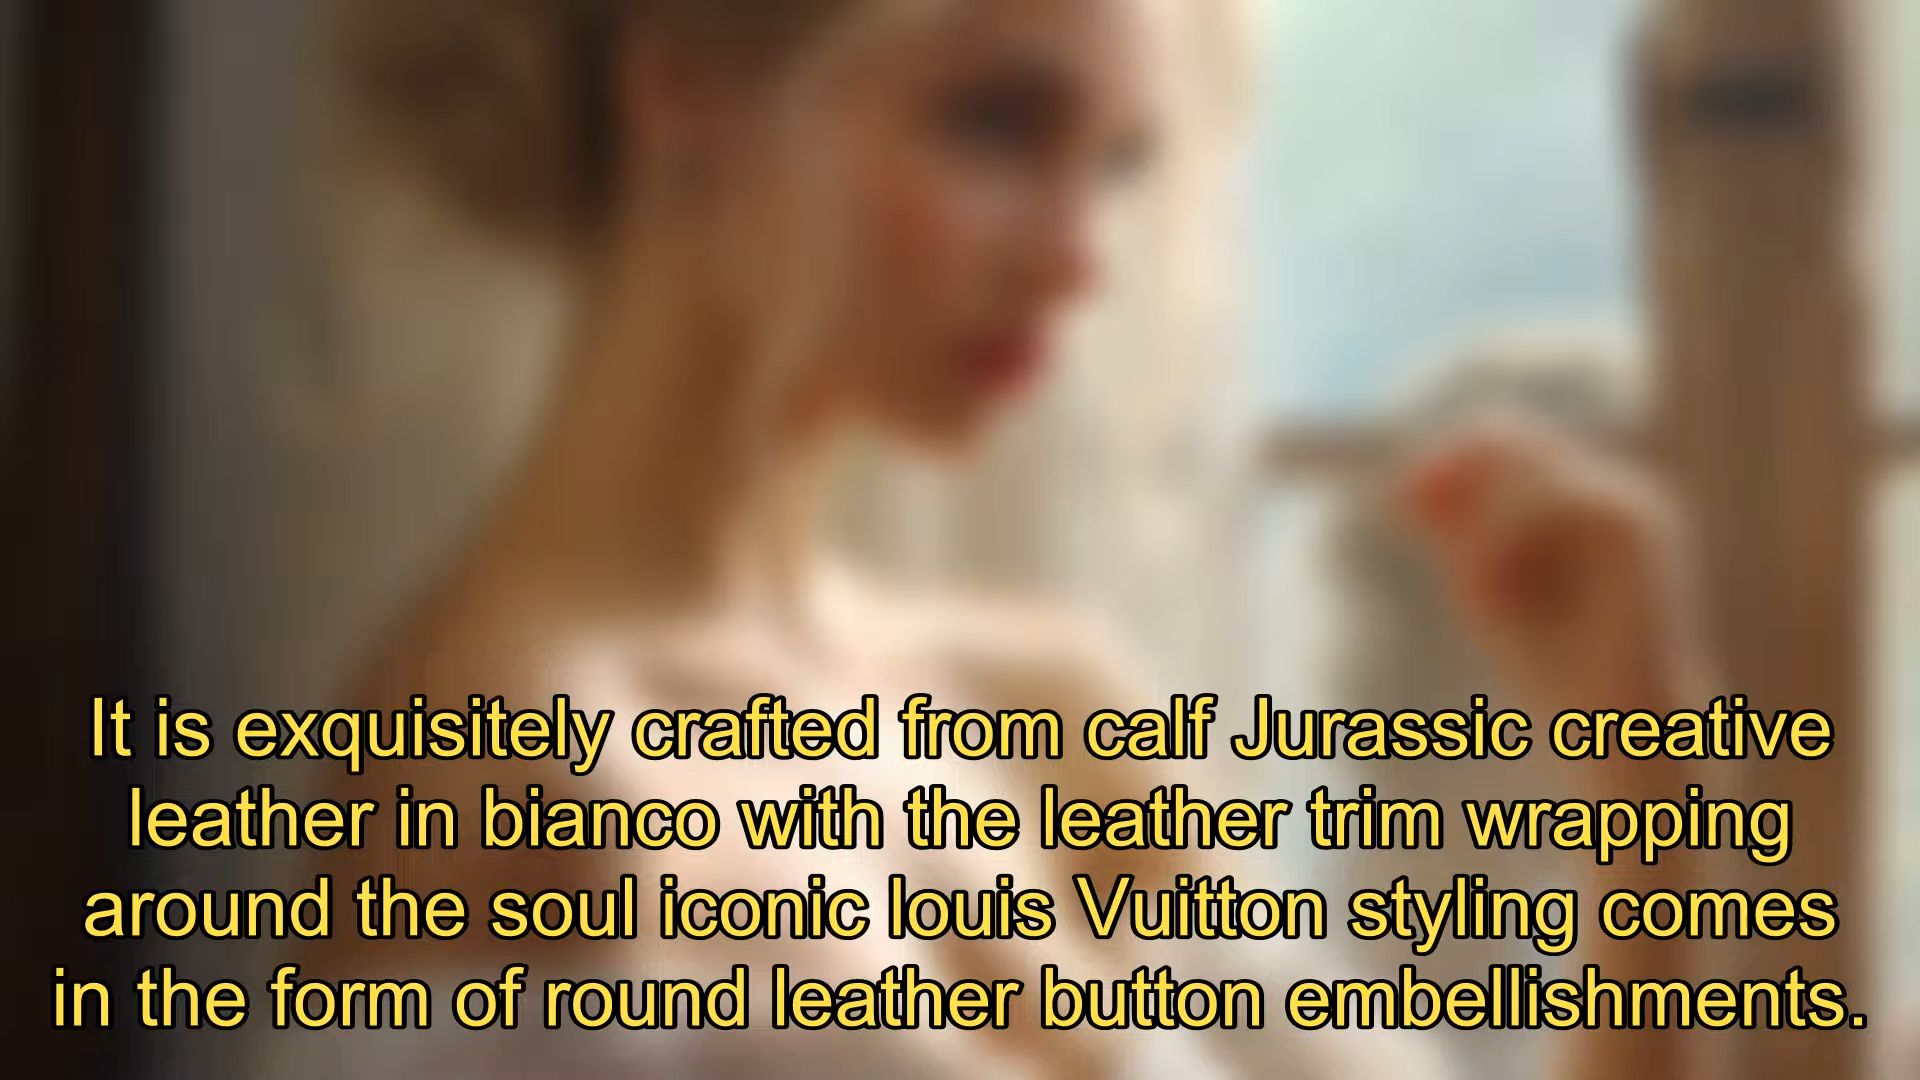 It is exquisitely crafted from calf Jurassic creative
leather in bianco with the leather trim wrapping
around the soul iconic louis Vuitton styling comes
in the form of round leather button embellishments.